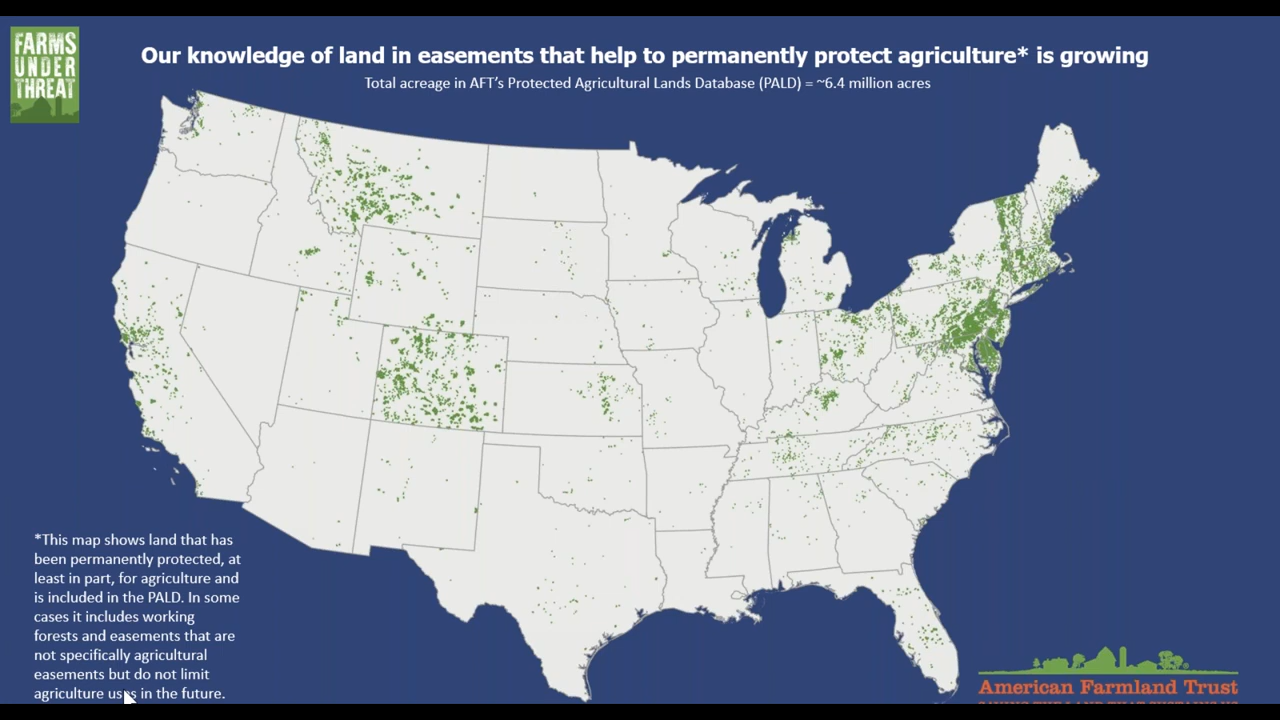 FARMS
UNDER
THREAT
Our knowledge of land in easements that help to permanently protect agriculture* is growing
Total acreage in AFT's Protected Agricultural Lands Database (PALD) = ~6.4 million acres
*This map shows land that has
been permanently protected, at
least in part, for agriculture and
is included in the PALD. In some
cases it includes working
forests and easements that are
not specifically agricultural
easements but do not limit
agriculture uses in the future.
American Farmland Trust